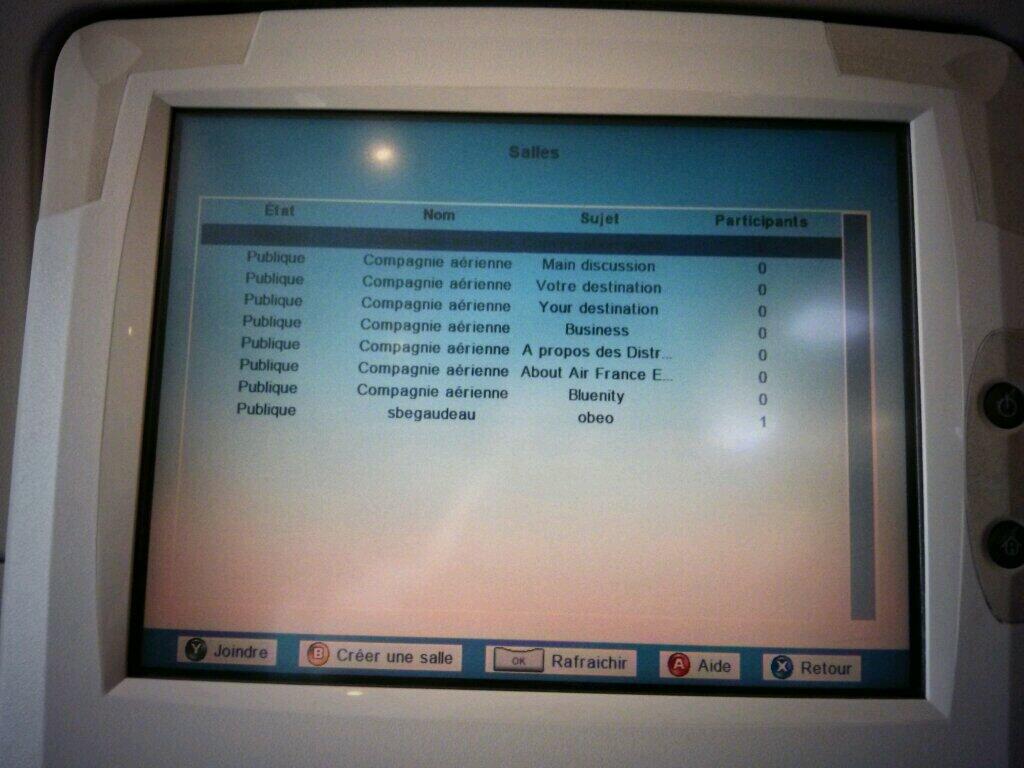 Salles
État Nom Sujet Participants
Publique Compagnie aérienne Main discussion 0
Publique Compagnie aérienne Votre destination 0
Publique Compagnie aérienne Your destination 0
Publique Compagnie aérienne Business 0
Publique Compagnie aérienne A propos des Distr... 0
Publique Compagnie aérienne About Air France E... 0
Publique Compagnie aérienne Bluenity 0
Publique sbegaudeau obeo 1
Y Joindre B Créer une salle OK Rafraichir A Aide X Retour